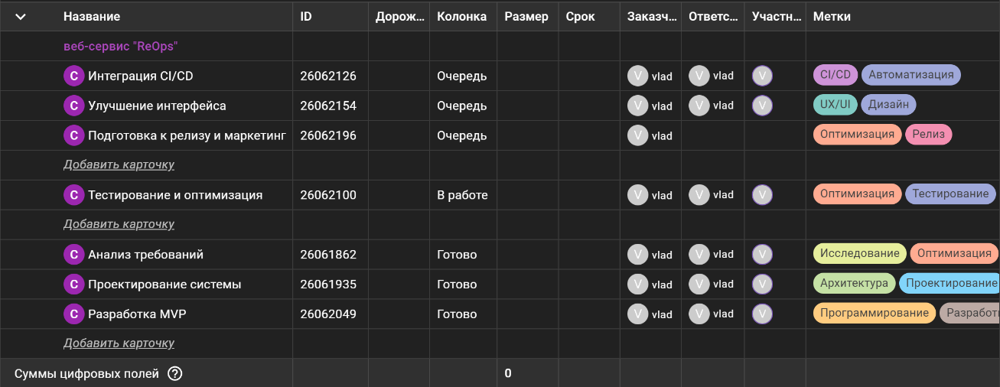 Название ID Дорож... Колонка Размер Срок Заказч... Ответс... Участн... Метки
веб-сервис "ReOps"
C Интеграция CI/CD 26062126 Очередь V vlad V vlad V CI/CD Автоматизация
C Улучшение интерфейса 26062154 Очередь V vlad V vlad V UX/UI Дизайн
C Подготовка к релизу и маркетинг 26062196 Очередь V vlad Оптимизация Релиз
Добавить карточку
C Тестирование и оптимизация 26062100 В работе V vlad V vlad V Оптимизация Тестирование
Добавить карточку
C Анализ требований 26061862 Готово V vlad V vlad V Исследование Оптимизация
C Проектирование системы 26061935 Готово V vlad V vlad V Архитектура Проектирование
C Разработка MVP 26062049 Готово V vlad V vlad V Программирование Разработ
Добавить карточку
Суммы цифровых полей ? 0